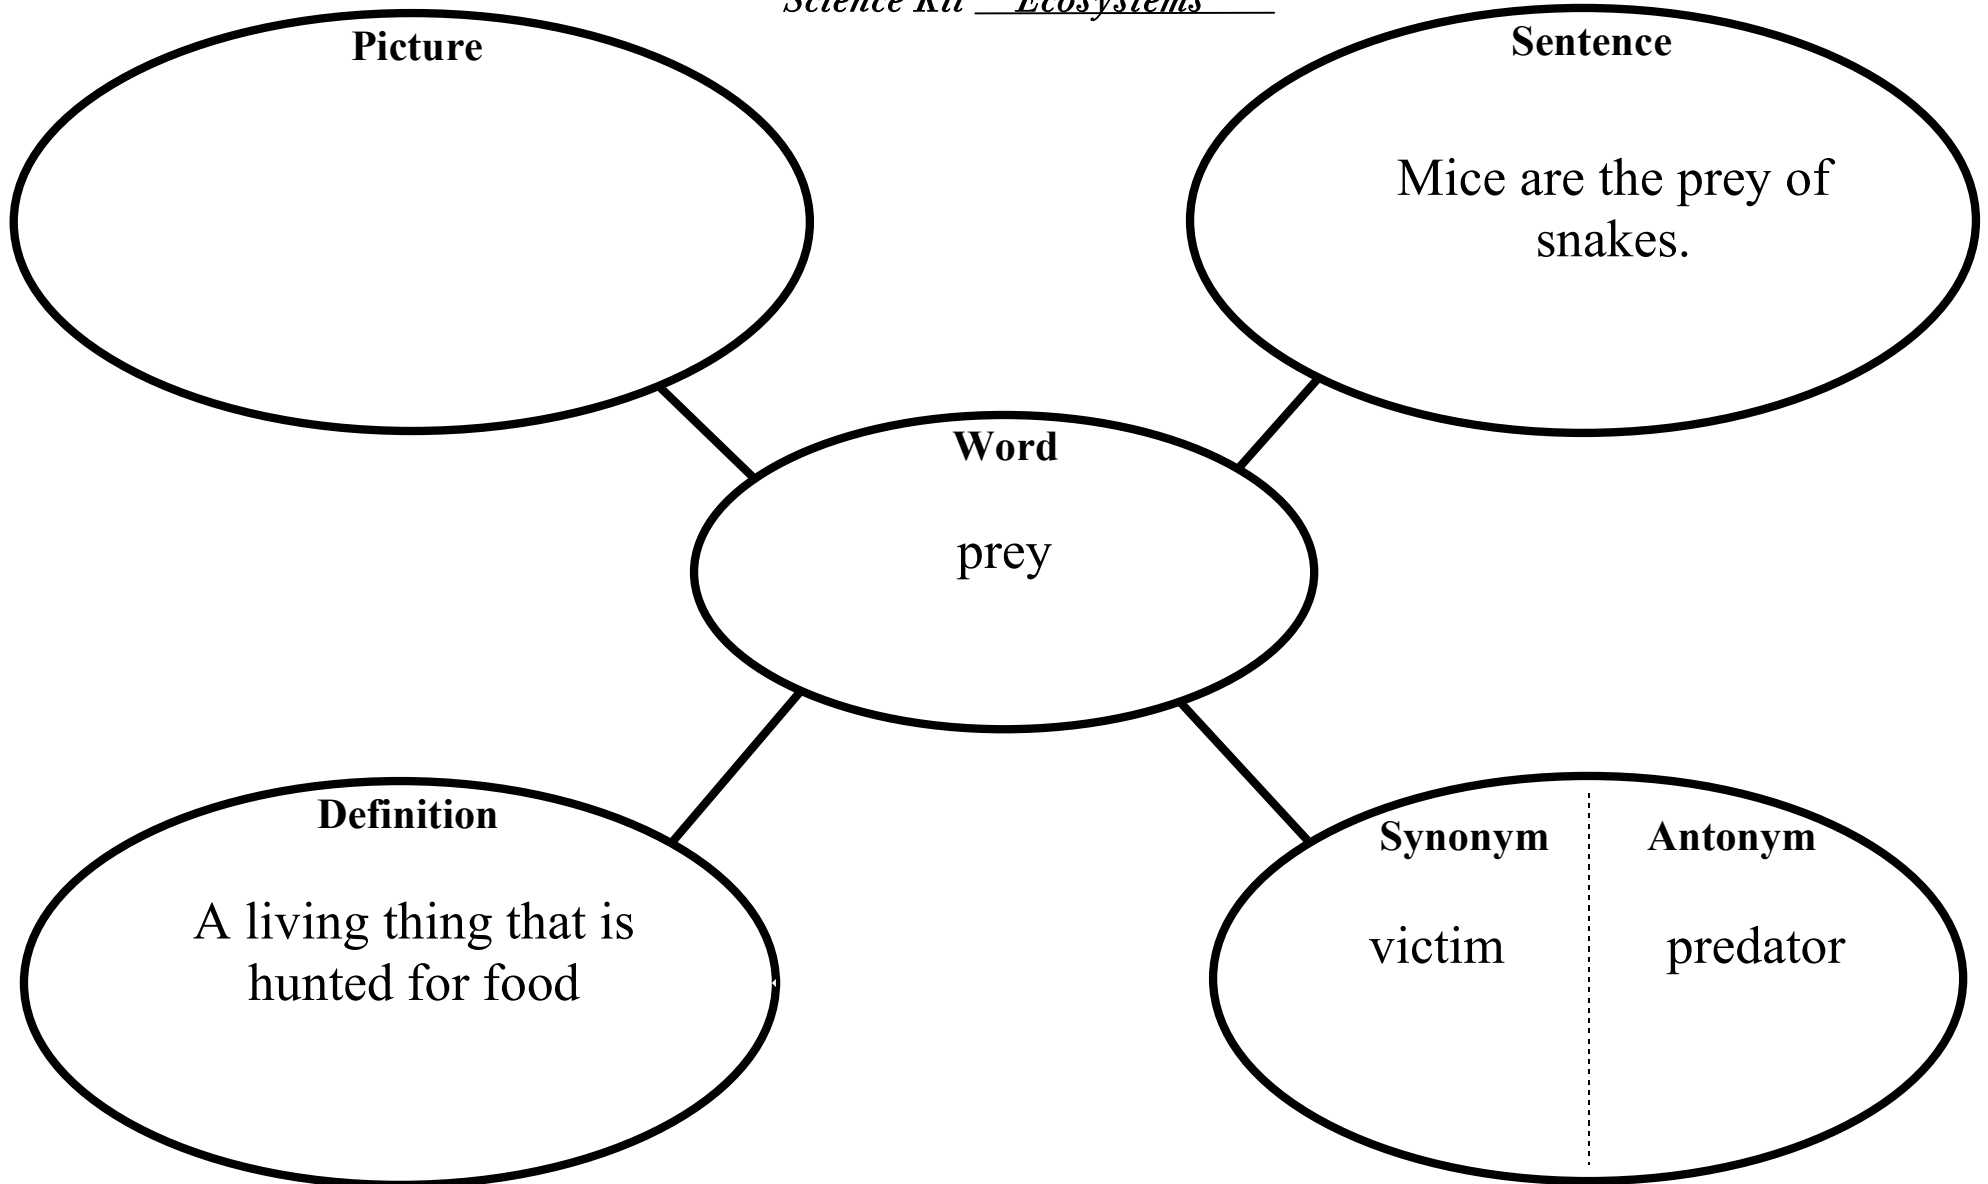 Science Kit Ecosystems
Picture
Sentence
Mice are the prey of
snakes.
Word
prey
Definition
A living thing that is
hunted for food
Synonym
Antonym
victim
predator